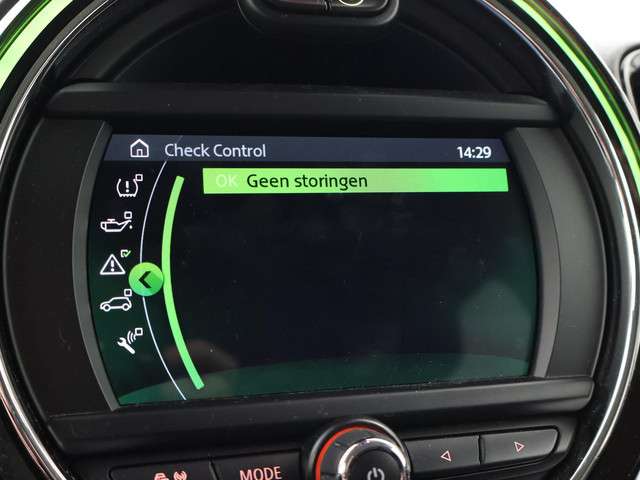 Check Control
14:29
OK Geen storingen
MODE